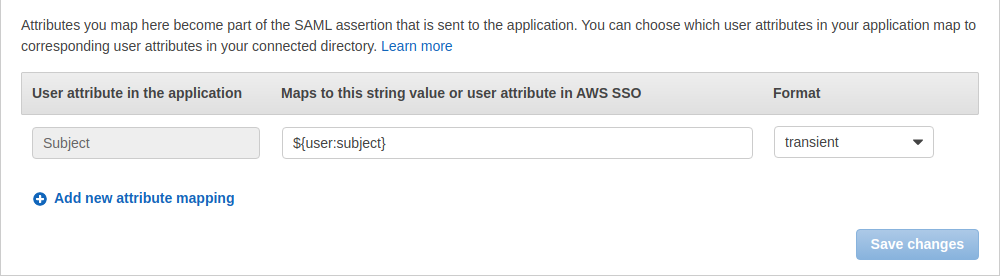 Attributes you map here become part of the SAML assertion that is sent to the application. You can choose which user attributes in your application map to
corresponding user attributes in your connected directory. Learn more
User attribute in the application Maps to this string value or user attribute in AWS SSO Format
Subject ${user:subject} transient
Add new attribute mapping
Save changes